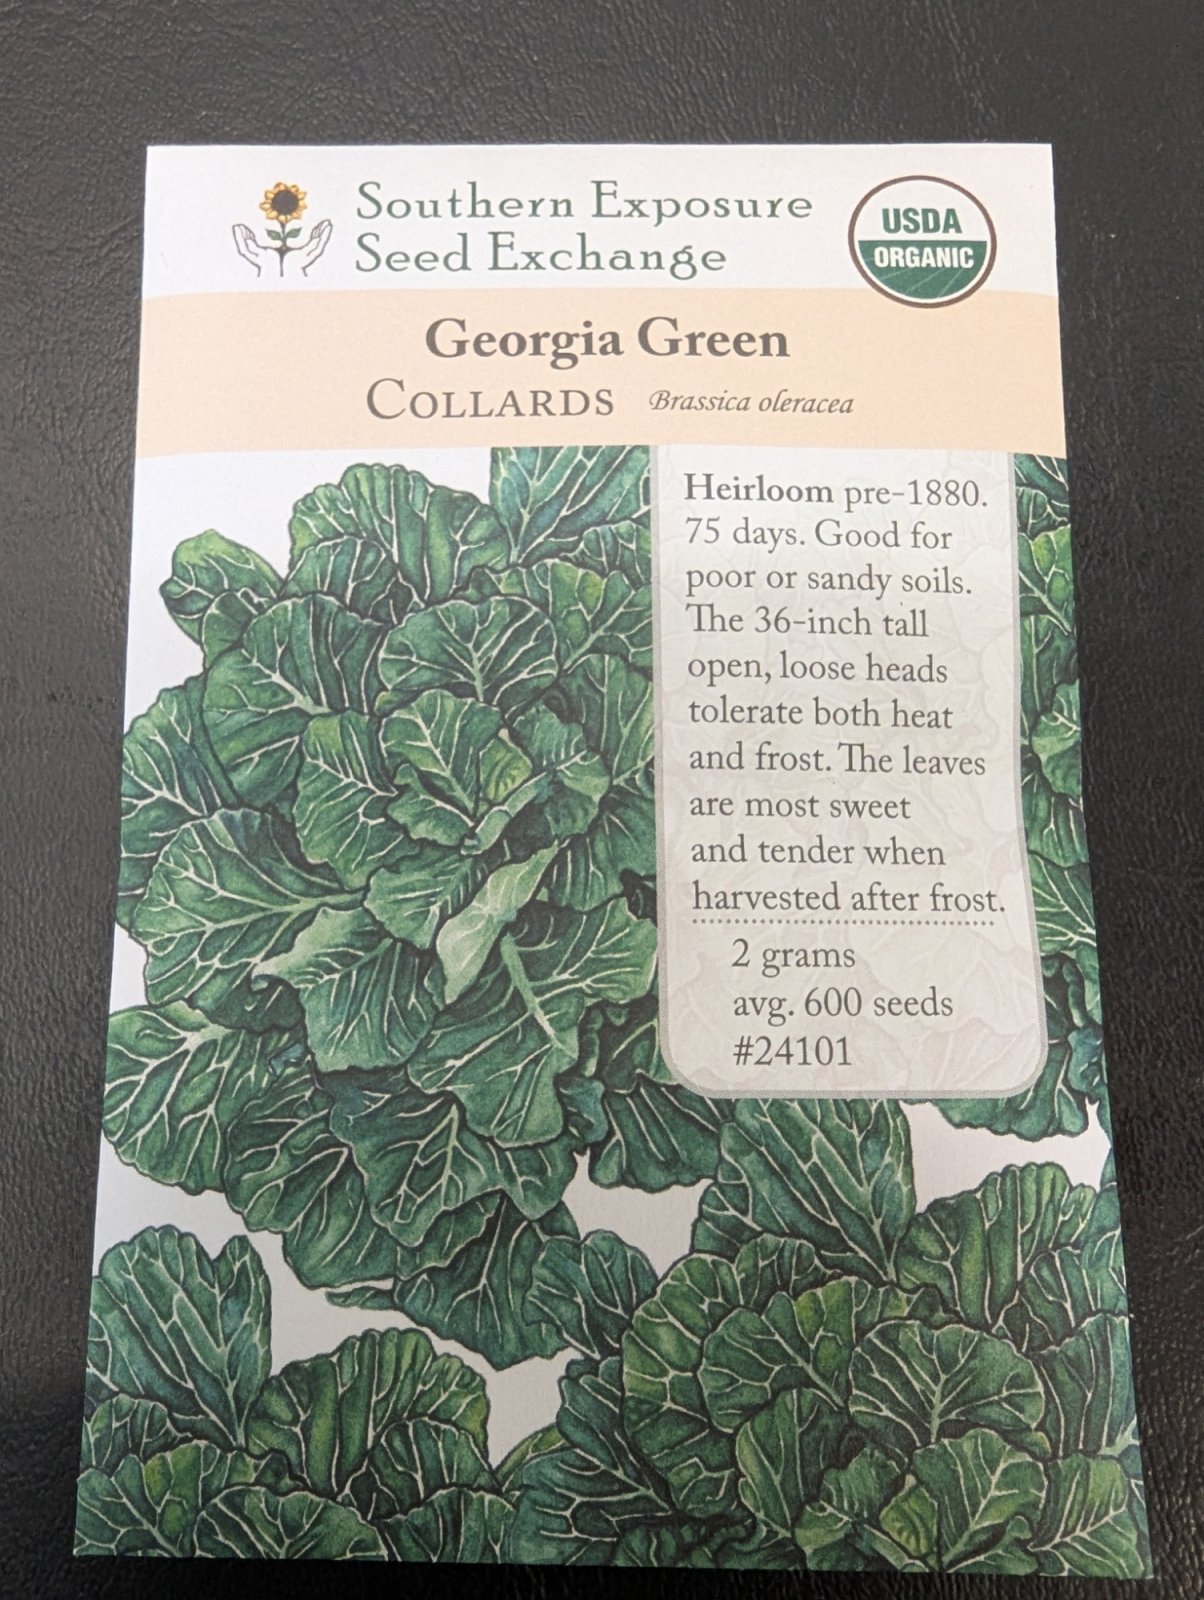 Southern Exposure
Seed Exchange
USDA
ORGANIC
Georgia Green
COLLARDS Brassica oleracea
Heirloom pre-1880.
75 days. Good for
poor or sandy soils.
The 36-inch tall
open, loose heads
tolerate both heat
and frost. The leaves
are most sweet
and tender when
harvested after frost.
2 grams
avg. 600 seeds
#24101